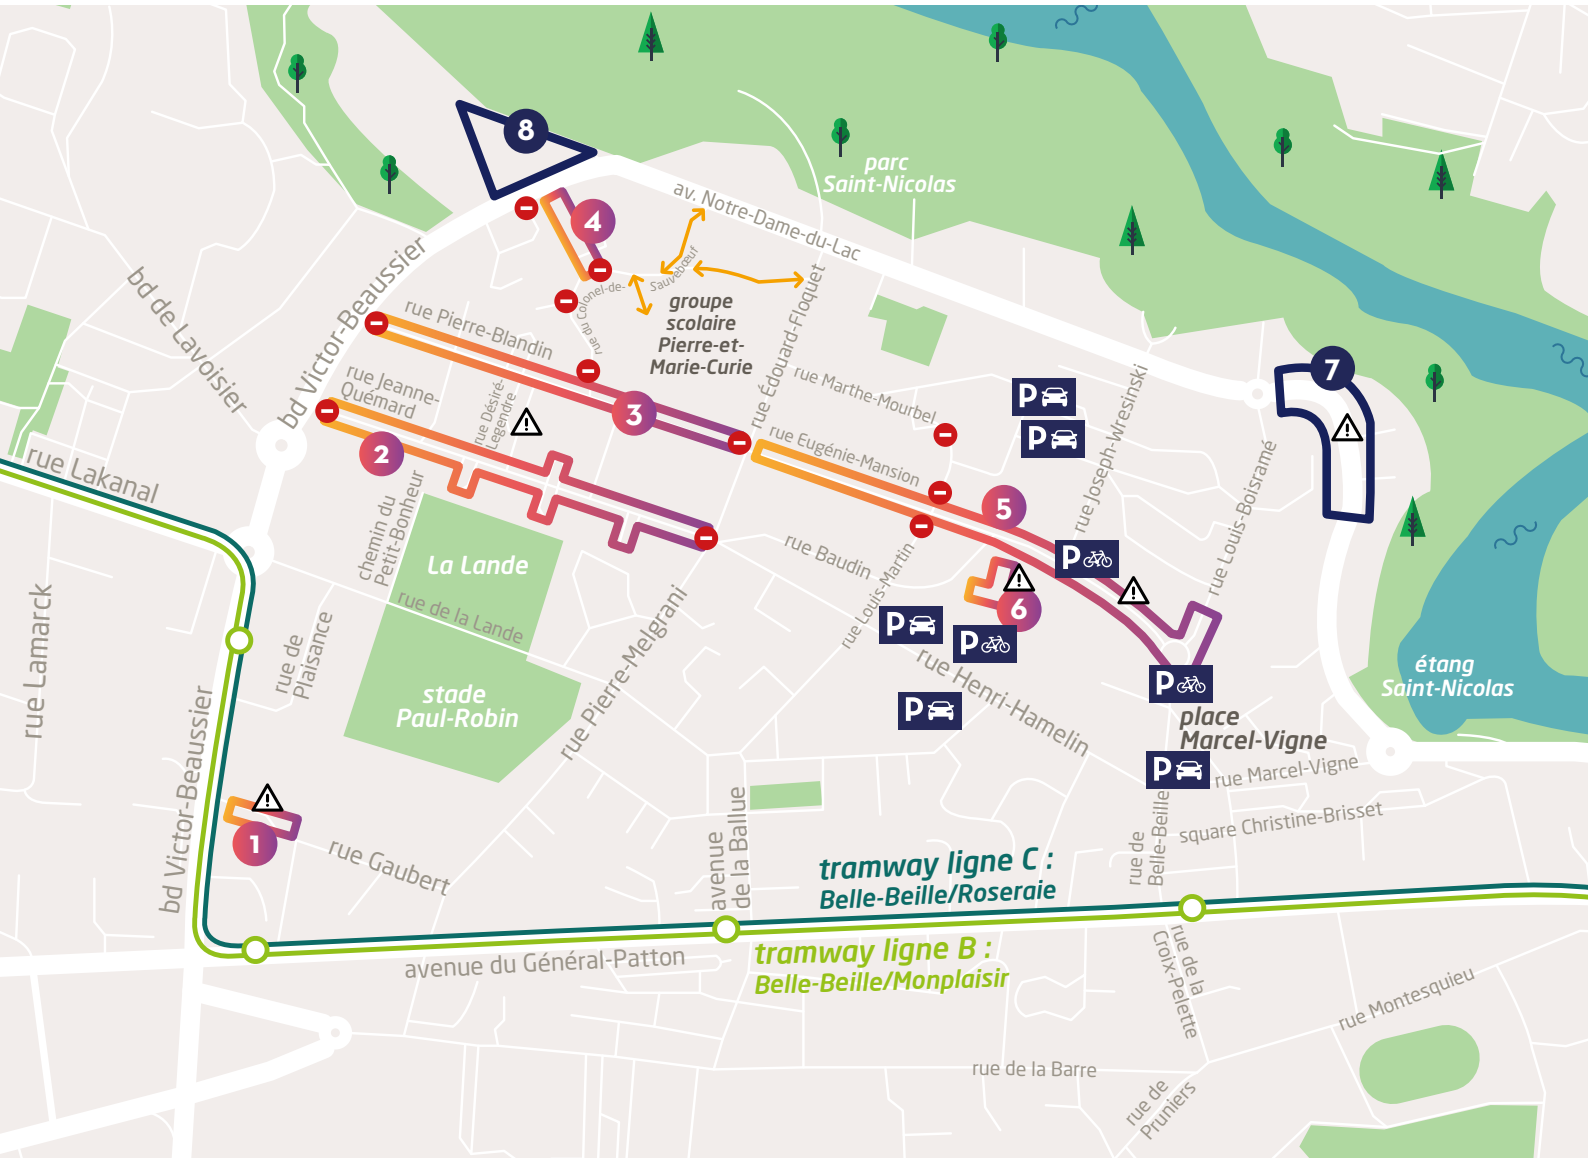 8
parc
Saint-Nicolas
av. Notre-Dame-du-Lac
4
bd de Lavoisier
bd Victor-Beaussier
rue Pierre-Blandin
rue du Colonel-de-
Sauvebœuf
groupe
scolaire
Pierre-et-
Marie-Curie
rue Édouard-Floquet
rue Jeanne-
Quémard
rue Désiré-
Legendre
3
2
rue Marthe-Mourbel
rue Eugénie-Mansion
P
P
rue Joseph-Wresinski
7
rue Louis-Boisramé
5
rue Lakanal
chemin du
Petit-Bonheur
La Lande
rue de la Lande
rue Baudin
rue Louis-Martin
P
6
P
P
P
rue Henri-Hamelin
P
place
Marcel-Vigne
P
rue Marcel-Vigne
étang
Saint-Nicolas
rue Lamarck
rue de
Plaisance
stade
Paul-Robin
rue Pierre-Melgrani
bd Victor-Beaussier
1
rue Gaubert
avenue
de la Ballue
rue de
Belle-Beille
square Christine-Brisset
tramway ligne C :
Belle-Beille/Roseraie
tramway ligne B :
Belle-Beille/Monplaisir
avenue du Général-Patton
rue de la
Croix-Pelette
rue Montesquieu
rue de la Barre
rue de
Pruniers